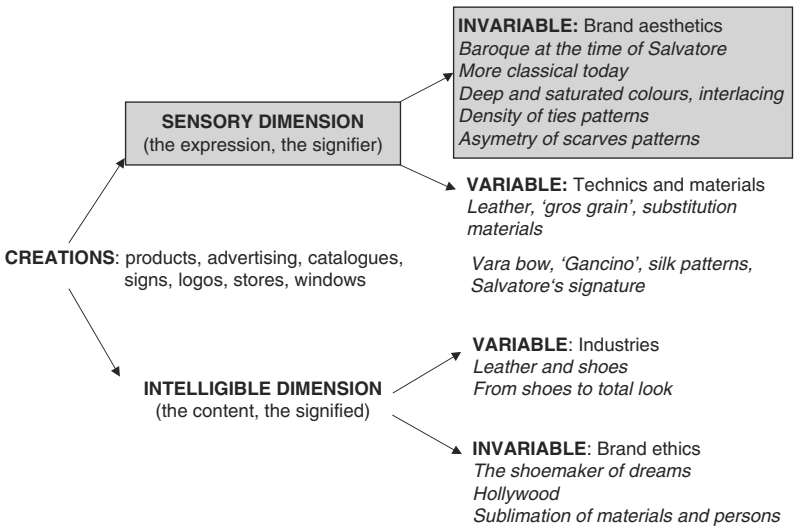 INVARIABLE: Brand aesthetics
Baroque at the time of Salvatore
More classical today
Deep and saturated colours, interlacing
Density of ties patterns
Asymetry of scarves patterns
SENSORY DIMENSION
(the expression, the signifier)
VARIABLE: Technics and materials
Leather, ‘gros grain’, substitution
materials
Vara bow, ‘Gancino’, silk patterns,
Salvatore‘s signature
CREATIONS: products, advertising, catalogues,
signs, logos, stores, windows
VARIABLE: Industries
Leather and shoes
From shoes to total look
INTELLIGIBLE DIMENSION
(the content, the signified)
INVARIABLE: Brand ethics
The shoemaker of dreams
Hollywood
Sublimation of materials and persons